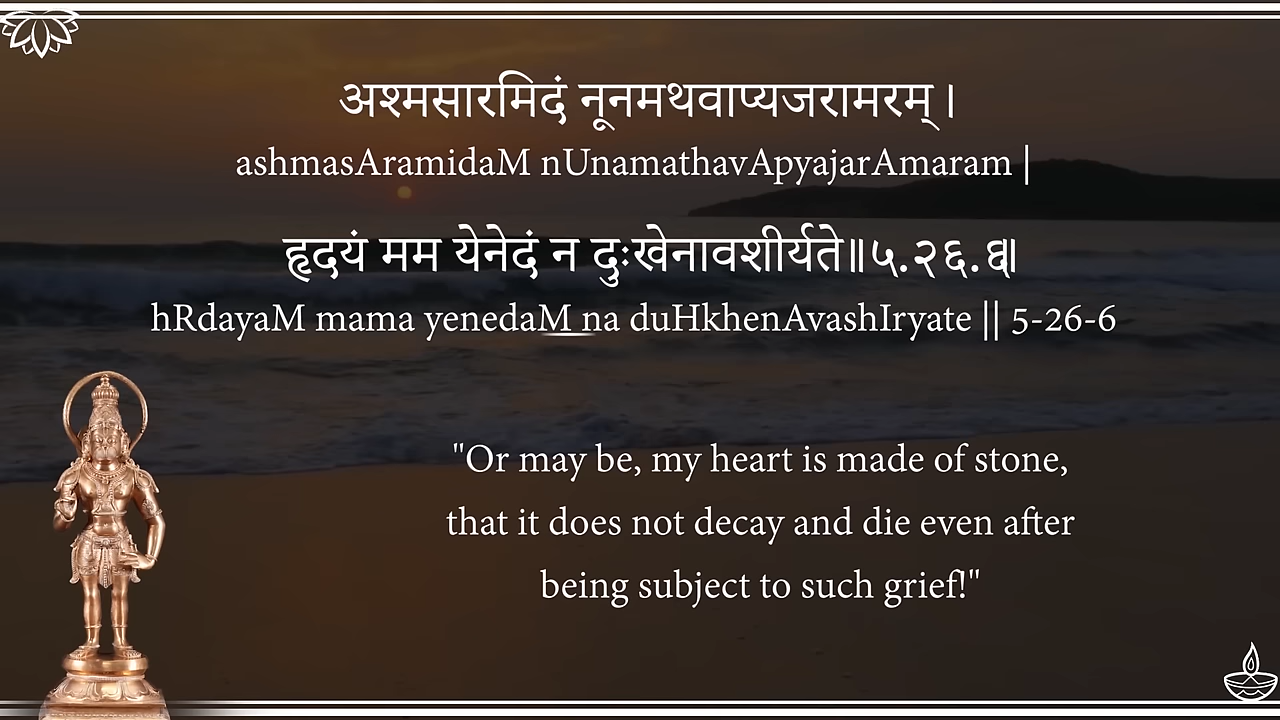 अश्मसारमिदं नूनमथवाप्यजरामरम् ।
ashmasAramidaM nUnamathavApyajarAmaram |
हृदयं मम येनेदं न दुःखेनावशीर्यते॥५.२६.६॥
hRdayaM mama yenedaM na duHkhenAvashIryate || 5-26-6
"Or may be, my heart is made of stone,
that it does not decay and die even after
being subject to such grief!"